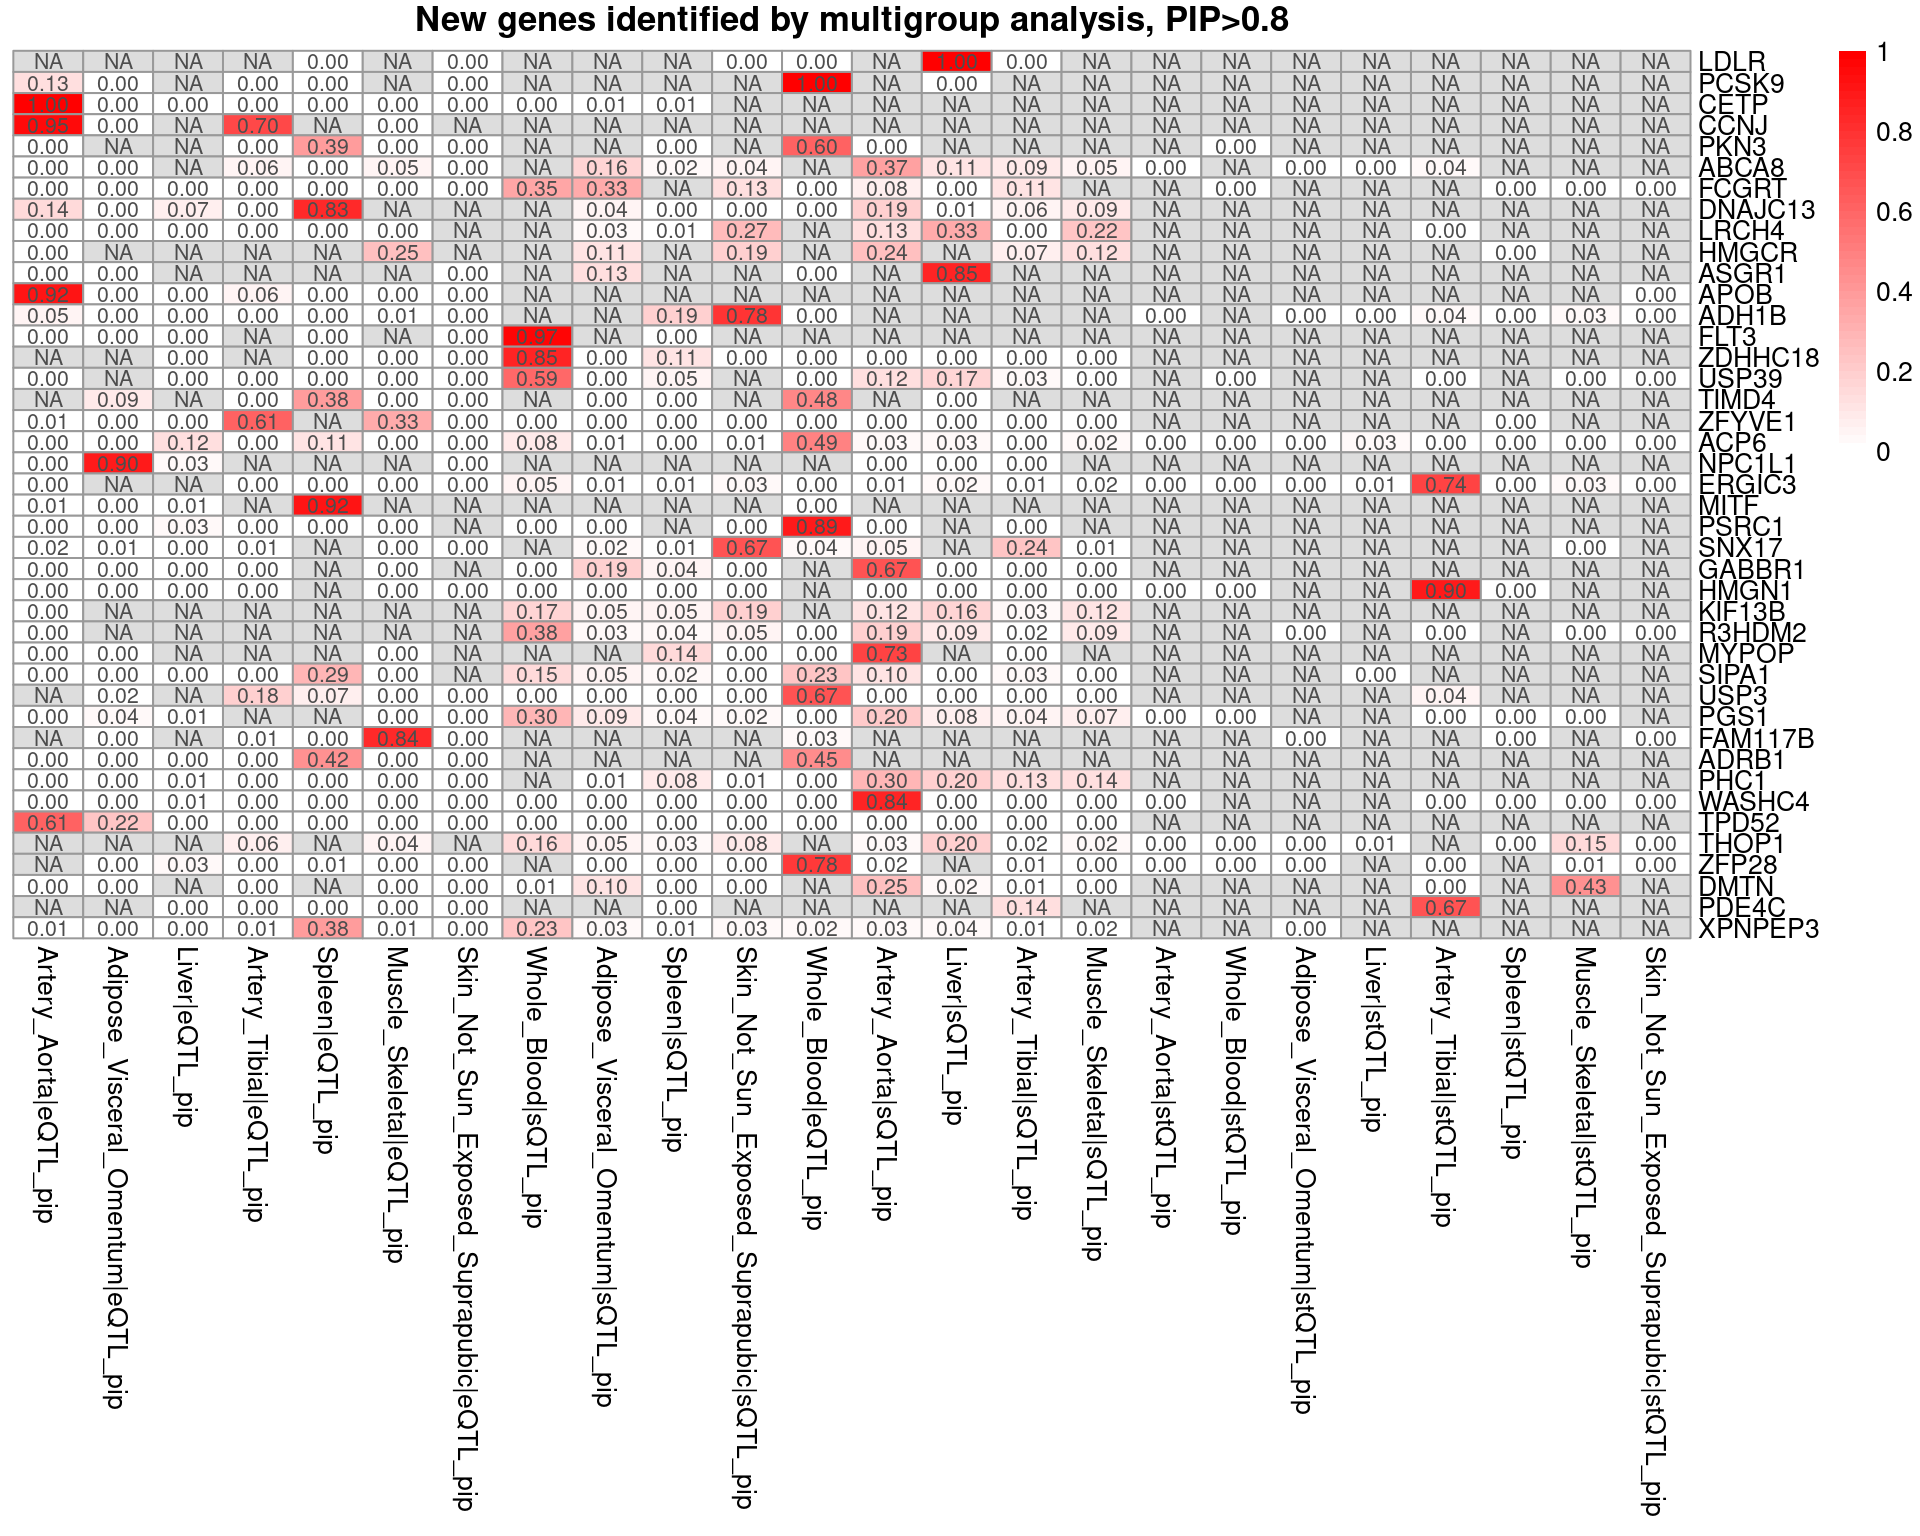 New genes identified by multigroup analysis, PIP>0.8
NA NA NA NA 0.00 NA 0.00 NA NA NA 0.00 0.00 NA 1.00 0.00 NA NA NA NA NA NA NA NA NA LDLR
0.13 0.00 NA 0.00 0.00 NA 0.00 NA NA NA NA 1.00 NA 0.00 NA NA NA NA NA NA NA NA NA NA PCSK9
1.00 0.00 0.00 0.00 0.00 0.00 0.00 0.00 0.01 0.01 NA NA NA NA NA NA NA NA NA NA NA NA NA NA CETP
0.95 0.00 NA 0.70 NA 0.00 NA NA NA NA NA NA NA NA NA NA NA NA NA NA NA NA NA NA CCNJ
0.00 NA NA 0.00 0.39 0.00 0.00 NA NA 0.00 NA 0.60 0.00 NA NA NA NA 0.00 NA NA NA NA NA NA PKN3
0.00 0.00 NA 0.06 0.00 0.05 0.00 NA 0.16 0.02 0.04 NA 0.37 0.11 0.09 0.05 0.00 NA 0.00 0.00 0.04 NA NA NA ABCA8
0.00 0.00 0.00 0.00 0.00 0.00 0.00 0.35 0.33 NA 0.13 0.00 0.08 0.00 0.11 NA NA 0.00 NA NA NA 0.00 0.00 0.00 FCGRT
0.14 0.00 0.07 0.00 0.83 NA NA NA 0.04 0.00 0.00 0.00 0.19 0.01 0.06 0.09 NA NA NA NA NA NA NA NA DNAJC13
0.00 0.00 0.00 0.00 0.00 0.00 NA NA 0.03 0.01 0.27 NA 0.13 0.33 0.00 0.22 NA NA NA NA 0.00 NA NA NA LRCH4
0.00 NA NA NA NA 0.25 NA NA 0.11 NA 0.19 NA 0.24 NA 0.07 0.12 NA NA NA NA NA 0.00 NA NA HMGCR
0.00 0.00 NA NA NA NA 0.00 NA 0.13 NA NA 0.00 NA 0.85 NA NA NA NA NA NA NA NA NA NA ASGR1
0.92 0.00 0.00 0.06 0.00 0.00 0.00 NA NA NA NA NA NA NA NA NA NA NA NA NA NA NA NA 0.00 APOB
0.05 0.00 0.00 0.00 0.00 0.01 0.00 NA NA 0.19 0.78 0.00 NA NA NA NA 0.00 NA 0.00 0.00 0.04 0.00 0.03 0.00 ADH1B
0.00 0.00 0.00 NA 0.00 NA 0.00 0.97 NA 0.00 NA NA NA NA NA NA NA NA NA NA NA NA NA NA FLT3
NA NA 0.00 NA 0.00 0.00 0.00 0.85 0.00 0.11 0.00 0.00 0.00 0.00 0.00 0.00 NA NA NA NA NA NA NA NA ZDHHC18
0.00 NA 0.00 0.00 0.00 0.00 0.00 0.59 0.00 0.05 NA 0.00 0.12 0.17 0.03 0.00 NA 0.00 NA NA 0.00 NA 0.00 0.00 USP39
NA 0.09 NA 0.00 0.38 0.00 0.00 NA 0.00 0.00 NA 0.48 NA 0.00 NA NA NA NA NA NA NA NA NA NA TIMD4
0.01 0.00 0.00 0.61 NA 0.33 0.00 0.00 0.00 0.00 0.00 0.00 0.00 0.00 0.00 0.00 NA NA NA NA NA 0.00 NA NA ZFYVE1
0.00 0.00 0.12 0.00 0.11 0.00 0.00 0.08 0.01 0.00 0.01 0.49 0.03 0.03 0.00 0.02 0.00 0.00 0.00 0.03 0.00 0.00 0.00 0.00 ACP6
0.00 0.90 0.03 NA NA NA 0.00 NA NA NA NA NA 0.00 0.00 0.00 NA NA NA NA NA NA NA NA NA NPC1L1
0.00 NA NA 0.00 0.00 0.00 0.00 0.05 0.01 0.01 0.03 0.00 0.01 0.02 0.01 0.02 0.00 0.00 0.00 0.01 0.74 0.00 0.03 0.00 ERGIC3
0.01 0.00 0.01 NA 0.92 NA NA NA NA NA NA 0.00 NA NA NA NA NA NA NA NA NA NA NA NA MITF
0.00 0.00 0.03 0.00 0.00 0.00 NA 0.00 0.00 NA 0.00 0.89 0.00 NA 0.00 NA NA NA NA NA NA NA NA NA PSRC1
0.02 0.01 0.00 0.01 NA 0.00 0.00 NA 0.02 0.01 0.67 0.04 0.05 NA 0.24 0.01 NA NA NA NA NA NA 0.00 NA SNX17
0.00 0.00 0.00 0.00 NA 0.00 NA 0.00 0.19 0.04 0.00 NA 0.67 0.00 0.00 0.00 NA NA NA NA NA NA NA NA GABBR1
0.00 0.00 0.00 0.00 NA 0.00 0.00 0.00 0.00 0.00 0.00 NA 0.00 0.00 0.00 0.00 0.00 0.00 NA NA 0.90 0.00 NA NA HMGN1
0.00 NA NA NA NA NA NA 0.17 0.05 0.05 0.19 NA 0.12 0.16 0.03 0.12 NA NA NA NA NA NA NA NA KIF13B
0.00 NA NA NA NA NA NA 0.38 0.03 0.04 0.05 0.00 0.19 0.09 0.02 0.09 NA NA 0.00 NA 0.00 NA 0.00 0.00 R3HDM2
0.00 0.00 NA NA NA 0.00 NA NA NA 0.14 0.00 0.00 0.73 NA 0.00 NA NA NA NA NA NA NA NA NA MYPOP
0.00 0.00 0.00 0.00 0.29 0.00 NA 0.15 0.05 0.02 0.00 0.23 0.10 0.00 0.03 0.00 NA NA NA 0.00 NA NA NA NA SIPA1
NA 0.02 NA 0.18 0.07 0.00 0.00 0.00 0.00 0.00 0.00 0.67 0.00 0.00 0.00 0.00 NA NA NA NA 0.04 NA NA NA USP3
0.00 0.04 0.01 NA NA 0.00 0.00 0.30 0.09 0.04 0.02 0.00 0.20 0.08 0.04 0.07 0.00 0.00 NA NA 0.00 0.00 0.00 NA PGS1
NA 0.00 NA 0.01 0.00 0.84 0.00 NA NA NA NA 0.03 NA NA NA NA NA NA 0.00 NA NA 0.00 NA 0.00 FAM117B
0.00 0.00 0.00 0.00 0.42 0.00 0.00 NA NA NA NA 0.45 NA NA NA NA NA NA NA NA NA NA NA NA ADRB1
0.00 0.00 0.01 0.00 0.00 0.00 0.00 NA 0.01 0.08 0.01 0.00 0.30 0.20 0.13 0.14 NA NA NA NA NA NA NA NA PHC1
0.00 0.00 0.01 0.00 0.00 0.00 0.00 0.00 0.00 0.00 0.00 0.00 0.84 0.00 0.00 0.00 0.00 NA NA NA 0.00 0.00 0.00 0.00 WASHC4
0.61 0.22 0.00 0.00 0.00 0.00 0.00 0.00 0.00 0.00 0.00 0.00 0.00 0.00 0.00 0.00 NA NA NA NA NA NA NA NA TPD52
NA NA NA 0.06 NA 0.04 NA 0.16 0.05 0.03 0.08 NA 0.03 0.20 0.02 0.02 0.00 0.00 0.00 0.01 NA 0.00 0.15 0.00 THOP1
NA 0.00 0.03 0.00 0.01 0.00 0.00 0.00 0.00 0.00 0.00 0.78 0.02 NA 0.01 0.00 0.00 0.00 0.00 NA 0.00 NA 0.01 0.00 ZFP28
0.00 0.00 NA 0.00 NA 0.00 0.00 0.01 0.10 0.00 0.00 NA 0.25 0.02 0.01 0.00 NA NA NA NA 0.00 NA 0.43 NA DMTN
NA NA 0.00 0.00 0.00 0.00 0.00 NA NA 0.00 NA NA NA NA 0.14 NA NA NA NA NA 0.67 NA NA NA PDE4C
0.01 0.00 0.00 0.01 0.38 0.01 0.00 0.23 0.03 0.01 0.03 0.02 0.03 0.04 0.01 0.02 NA NA 0.00 NA NA NA NA NA XPNPEP3
Artery_Aorta|eQTL_pip
Adipose_Visceral_Omentum|eQTL_pip
Liver|eQTL_pip
Artery_Tibial|eQTL_pip
Spleen|eQTL_pip
Muscle_Skeletal|eQTL_pip
Skin_Not_Sun_Exposed_Suprapubic|eQTL_pip
Whole_Blood|sQTL_pip
Adipose_Visceral_Omentum|sQTL_pip
Spleen|sQTL_pip
Skin_Not_Sun_Exposed_Suprapubic|sQTL_pip
Whole_Blood|eQTL_pip
Artery_Aorta|sQTL_pip
Liver|sQTL_pip
Artery_Tibial|sQTL_pip
Muscle_Skeletal|sQTL_pip
Artery_Aorta|stQTL_pip
Whole_Blood|stQTL_pip
Adipose_Visceral_Omentum|stQTL_pip
Liver|stQTL_pip
Artery_Tibial|stQTL_pip
Spleen|stQTL_pip
Muscle_Skeletal|stQTL_pip
Skin_Not_Sun_Exposed_Suprapubic|stQTL_pip
1
0.8
0.6
0.4
0.2
0